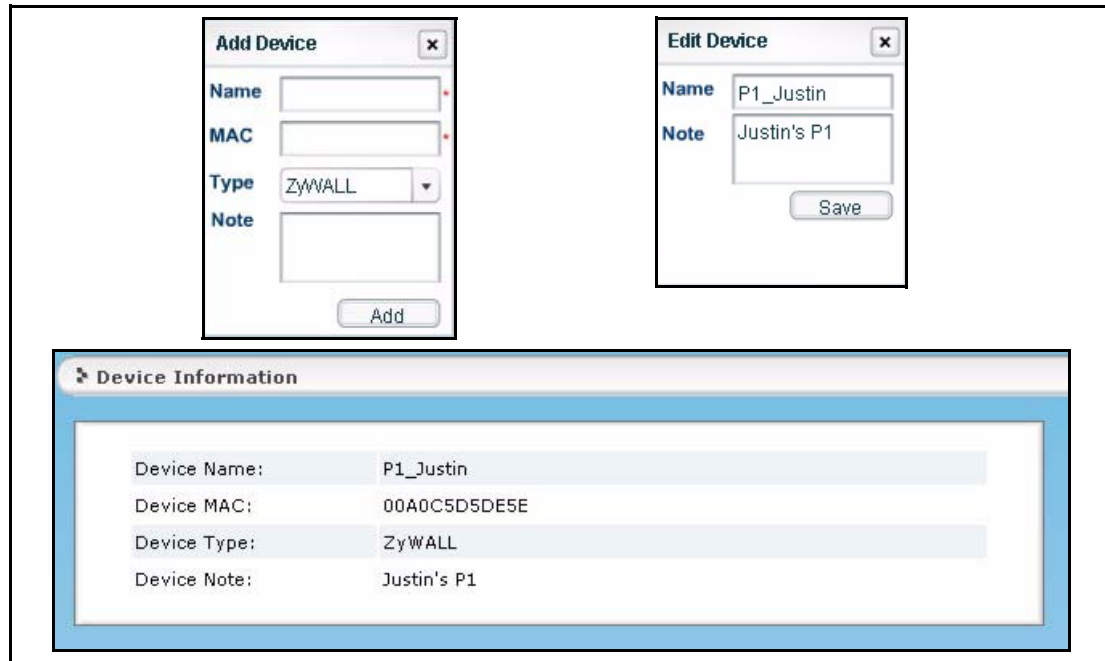 Add Device
Name *
MAC *
Type ZyWALL
Note
Add
Edit Device
Name P1_Justin
Note Justin's P1
Save
Device Information
Device Name: P1_Justin
Device MAC: 00A0C5D5DE5E
Device Type: ZyWALL
Device Note: Justin's P1